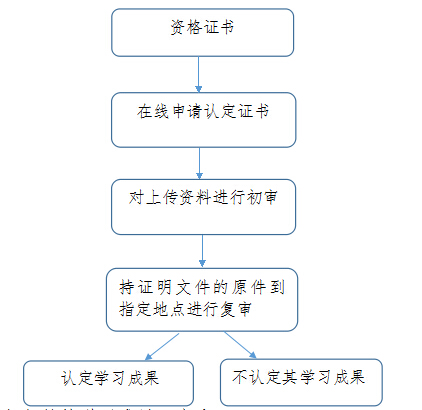 资格证书
在线申请认定证书
对上传资料进行初审
持证明文件的原件到
指定地点进行复审
认定学习成果
不认定其学习成果